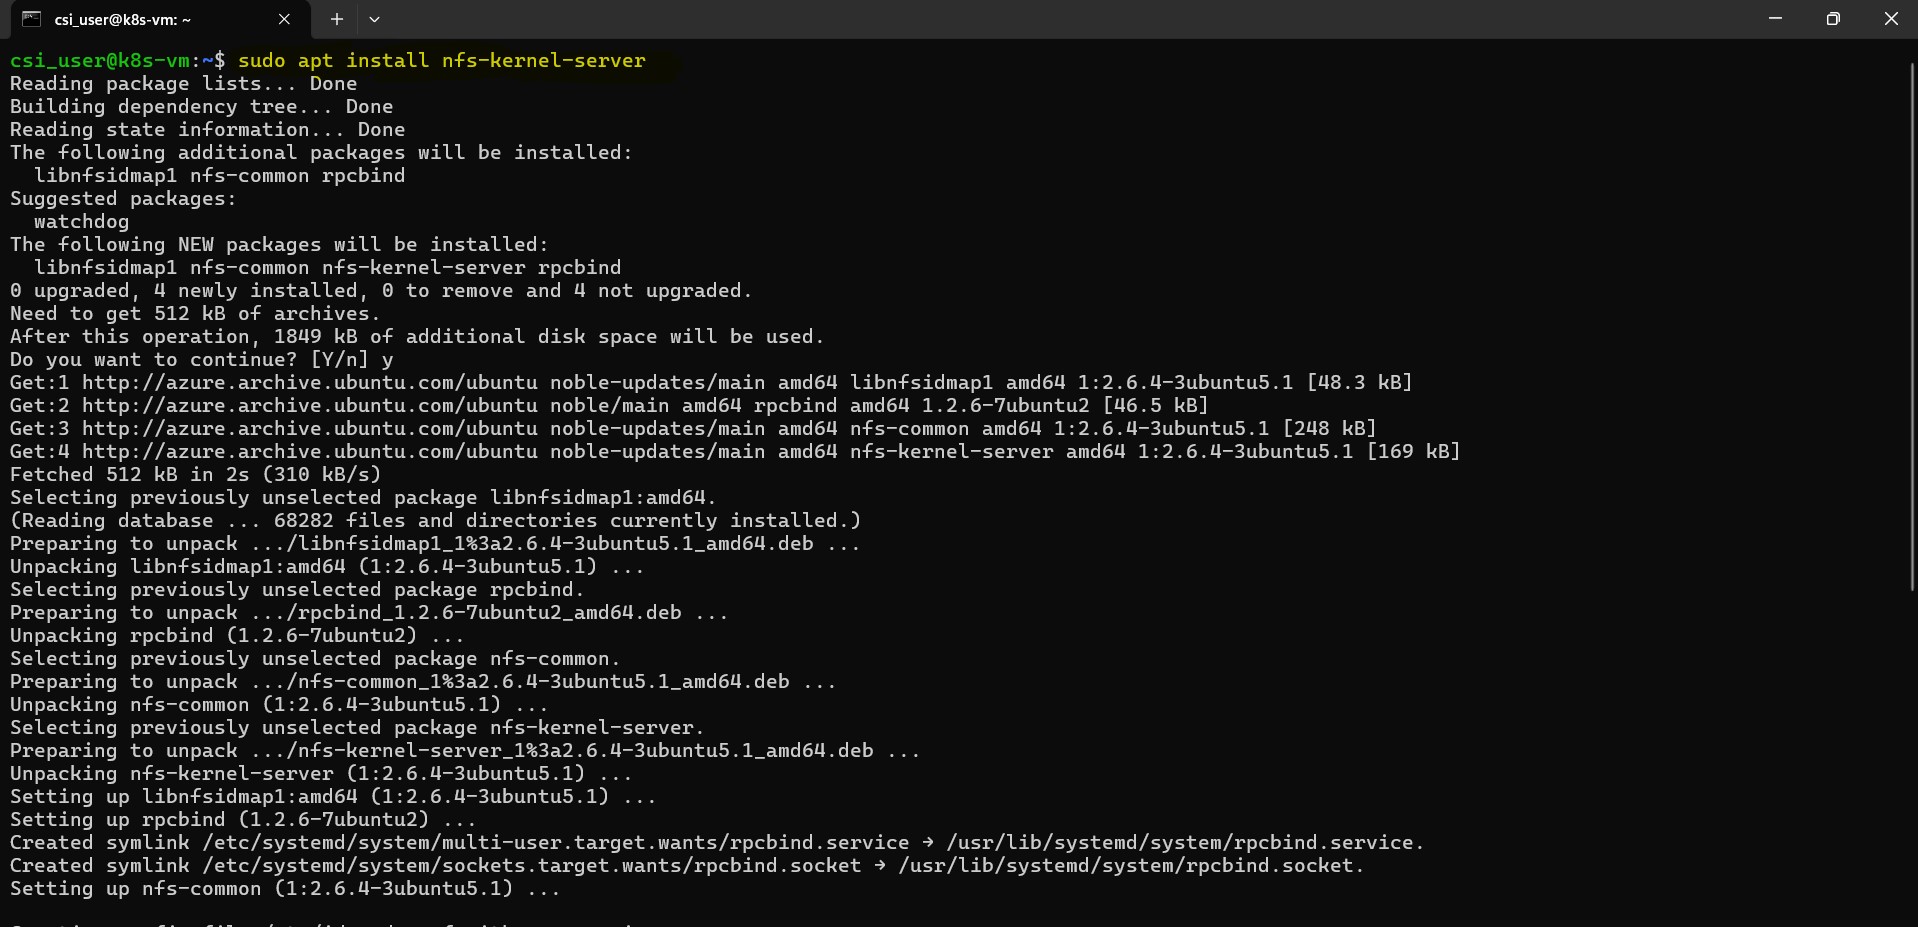 csi_user@k8s-vm: ~
csi_user@k8s-vm:~$ sudo apt install nfs-kernel-server
Reading package lists... Done
Building dependency tree... Done
Reading state information... Done
The following additional packages will be installed:
  libnfsidmap1 nfs-common rpcbind
Suggested packages:
  watchdog
The following NEW packages will be installed:
  libnfsidmap1 nfs-common nfs-kernel-server rpcbind
0 upgraded, 4 newly installed, 0 to remove and 4 not upgraded.
Need to get 512 kB of archives.
After this operation, 1849 kB of additional disk space will be used.
Do you want to continue? [Y/n] y
Get:1 http://azure.archive.ubuntu.com/ubuntu noble-updates/main amd64 libnfsidmap1 amd64 1:2.6.4-3ubuntu5.1 [48.3 kB]
Get:2 http://azure.archive.ubuntu.com/ubuntu noble/main amd64 rpcbind amd64 1.2.6-7ubuntu2 [46.5 kB]
Get:3 http://azure.archive.ubuntu.com/ubuntu noble-updates/main amd64 nfs-common amd64 1:2.6.4-3ubuntu5.1 [248 kB]
Get:4 http://azure.archive.ubuntu.com/ubuntu noble-updates/main amd64 nfs-kernel-server amd64 1:2.6.4-3ubuntu5.1 [169 kB]
Fetched 512 kB in 2s (310 kB/s)
Selecting previously unselected package libnfsidmap1:amd64.
(Reading database ... 68282 files and directories currently installed.)
Preparing to unpack .../libnfsidmap1_1%3a2.6.4-3ubuntu5.1_amd64.deb ...
Unpacking libnfsidmap1:amd64 (1:2.6.4-3ubuntu5.1) ...
Selecting previously unselected package rpcbind.
Preparing to unpack .../rpcbind_1.2.6-7ubuntu2_amd64.deb ...
Unpacking rpcbind (1.2.6-7ubuntu2) ...
Selecting previously unselected package nfs-common.
Preparing to unpack .../nfs-common_1%3a2.6.4-3ubuntu5.1_amd64.deb ...
Unpacking nfs-common (1:2.6.4-3ubuntu5.1) ...
Selecting previously unselected package nfs-kernel-server.
Preparing to unpack .../nfs-kernel-server_1%3a2.6.4-3ubuntu5.1_amd64.deb ...
Unpacking nfs-kernel-server (1:2.6.4-3ubuntu5.1) ...
Setting up libnfsidmap1:amd64 (1:2.6.4-3ubuntu5.1) ...
Setting up rpcbind (1.2.6-7ubuntu2) ...
Created symlink /etc/systemd/system/multi-user.target.wants/rpcbind.service → /usr/lib/systemd/system/rpcbind.service.
Created symlink /etc/systemd/system/sockets.target.wants/rpcbind.socket → /usr/lib/systemd/system/rpcbind.socket.
Setting up nfs-common (1:2.6.4-3ubuntu5.1) ...